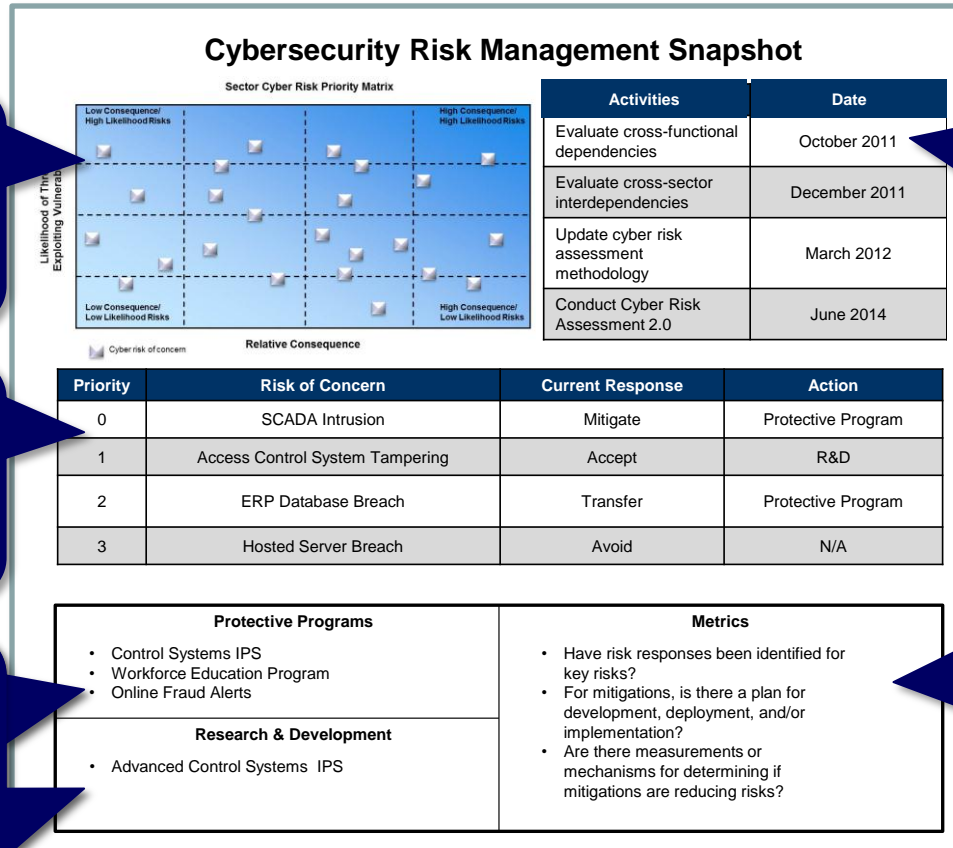 Cybersecurity Risk Management Snapshot
Sector Cyber Risk Priority Matrix
Low Consequence/
High Likelihood Risks
High Consequence/
High Likelihood Risks
Likelihood of
Exploiting
Low Consequence/
Low Likelihood Risks
High Consequence/
Low Likelihood Risks
Cyber risk of concern
Relative Consequence
Activities Date
Evaluate cross-functional
dependencies
October 2011
Evaluate cross-sector
interdependencies
December 2011
Update cyber risk
assessment
methodology
March 2012
Conduct Cyber Risk
Assessment 2.0
June 2014
Priority Risk of Concern Current Response Action
0 SCADA Intrusion Mitigate Protective Program
1 Access Control System Tampering Accept R&D
2 ERP Database Breach Transfer Protective Program
3 Hosted Server Breach Avoid N/A
Protective Programs
• Control Systems IPS
• Workforce Education Program
• Online Fraud Alerts
Research & Development
• Advanced Control Systems IPS
Metrics
• Have risk responses been identified for
key risks?
• For mitigations, is there a plan for
development, deployment, and/or
implementation?
• Are there measurements or
mechanisms for determining if
mitigations are reducing risks?